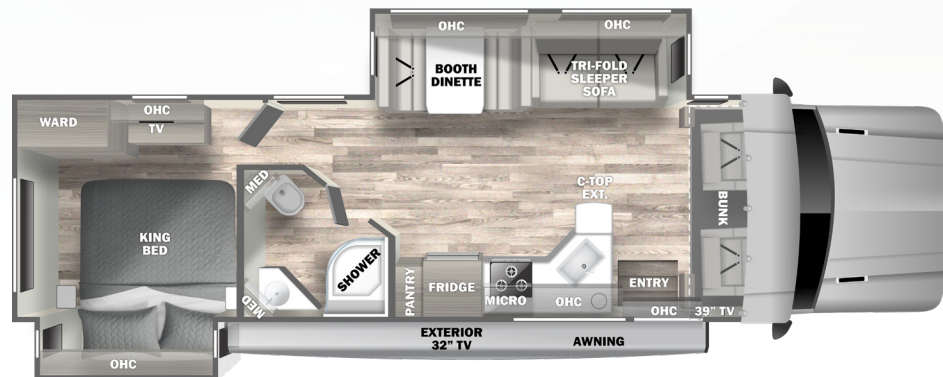 OHC
OHC
BOOTH
DINETTE
TRI-FOLD
SLEEPER
SOFA
WARD
OHC
TV
MED
C-TOP
EXT.
BUNK
KING
BED
SHOWER
PANTRY
FRIDGE
MICRO
OHC
ENTRY
MED
OHC
39" TV
EXTERIOR
32" TV
AWNING
OHC